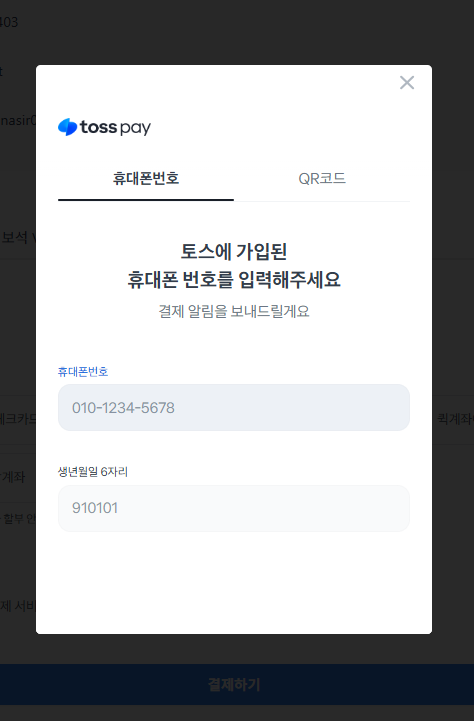 403
nasir0
toss pay
휴대폰번호
QR코드
토스에 가입된
휴대폰 번호를 입력해주세요
결제 알림을 보내드릴게요
휴대폰번호
010-1234-5678
생년월일 6자리
910101
보석
체크카드
퀵계좌
계좌
할부 안
제 서비
결제하기